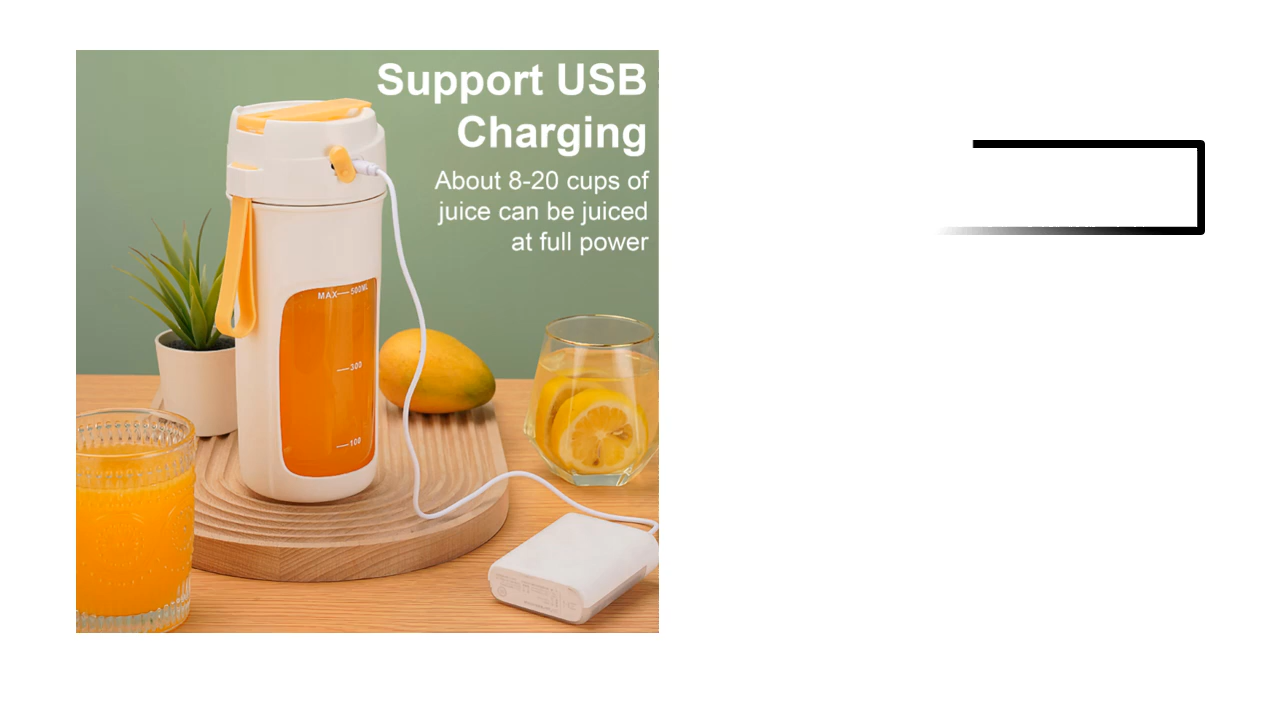 Support USB
Charging
About 8-20 cups of
juice can be juiced
at full power
MAX—500ML
—300
—100